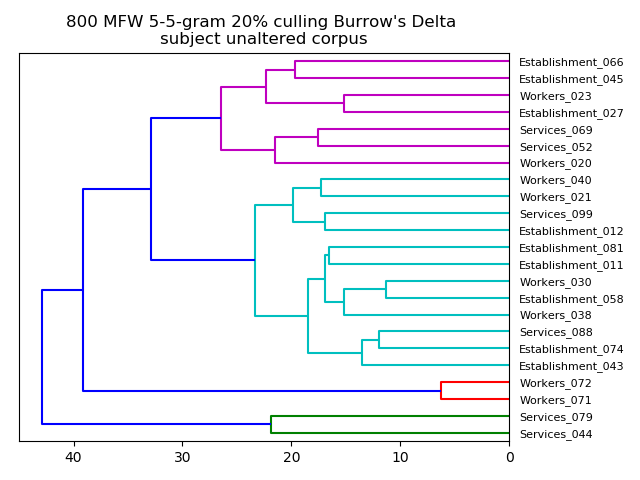 800 MFW 5-5-gram 20% culling Burrow's Delta
subject unaltered corpus
Establishment_066
Establishment_045
Workers_023
Establishment_027
Services_069
Services_052
Workers_020
Workers_040
Workers_021
Services_099
Establishment_012
Establishment_081
Establishment_011
Workers_030
Establishment_058
Workers_038
Services_088
Establishment_074
Establishment_043
Workers_072
Workers_071
Services_079
Services_044
40 30 20 10 0